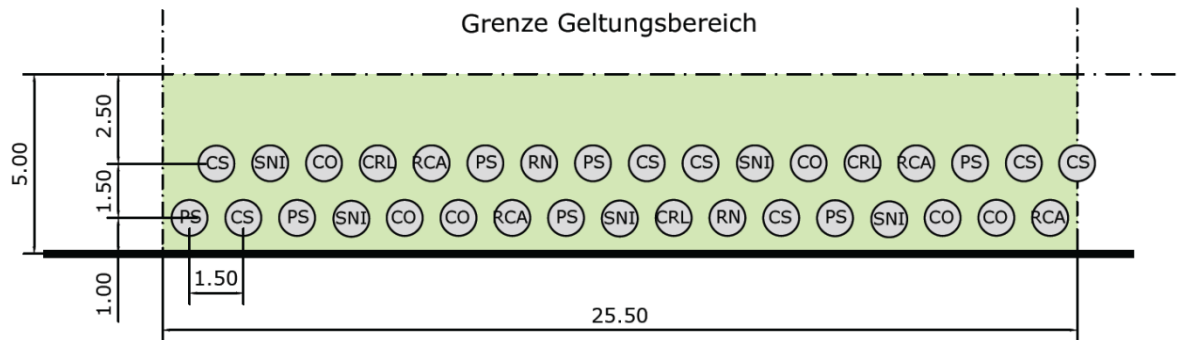 Grenze Geltungsbereich
5.00
2.50
1.50
1.00
CS SNI CO CRL RCA PS RN PS CS CS SNI CO CRL RCA PS CS CS
PS CS PS SNI CO CO RCA PS SNI CRL RN CS PS SNI CO CO RCA
1.50
25.50